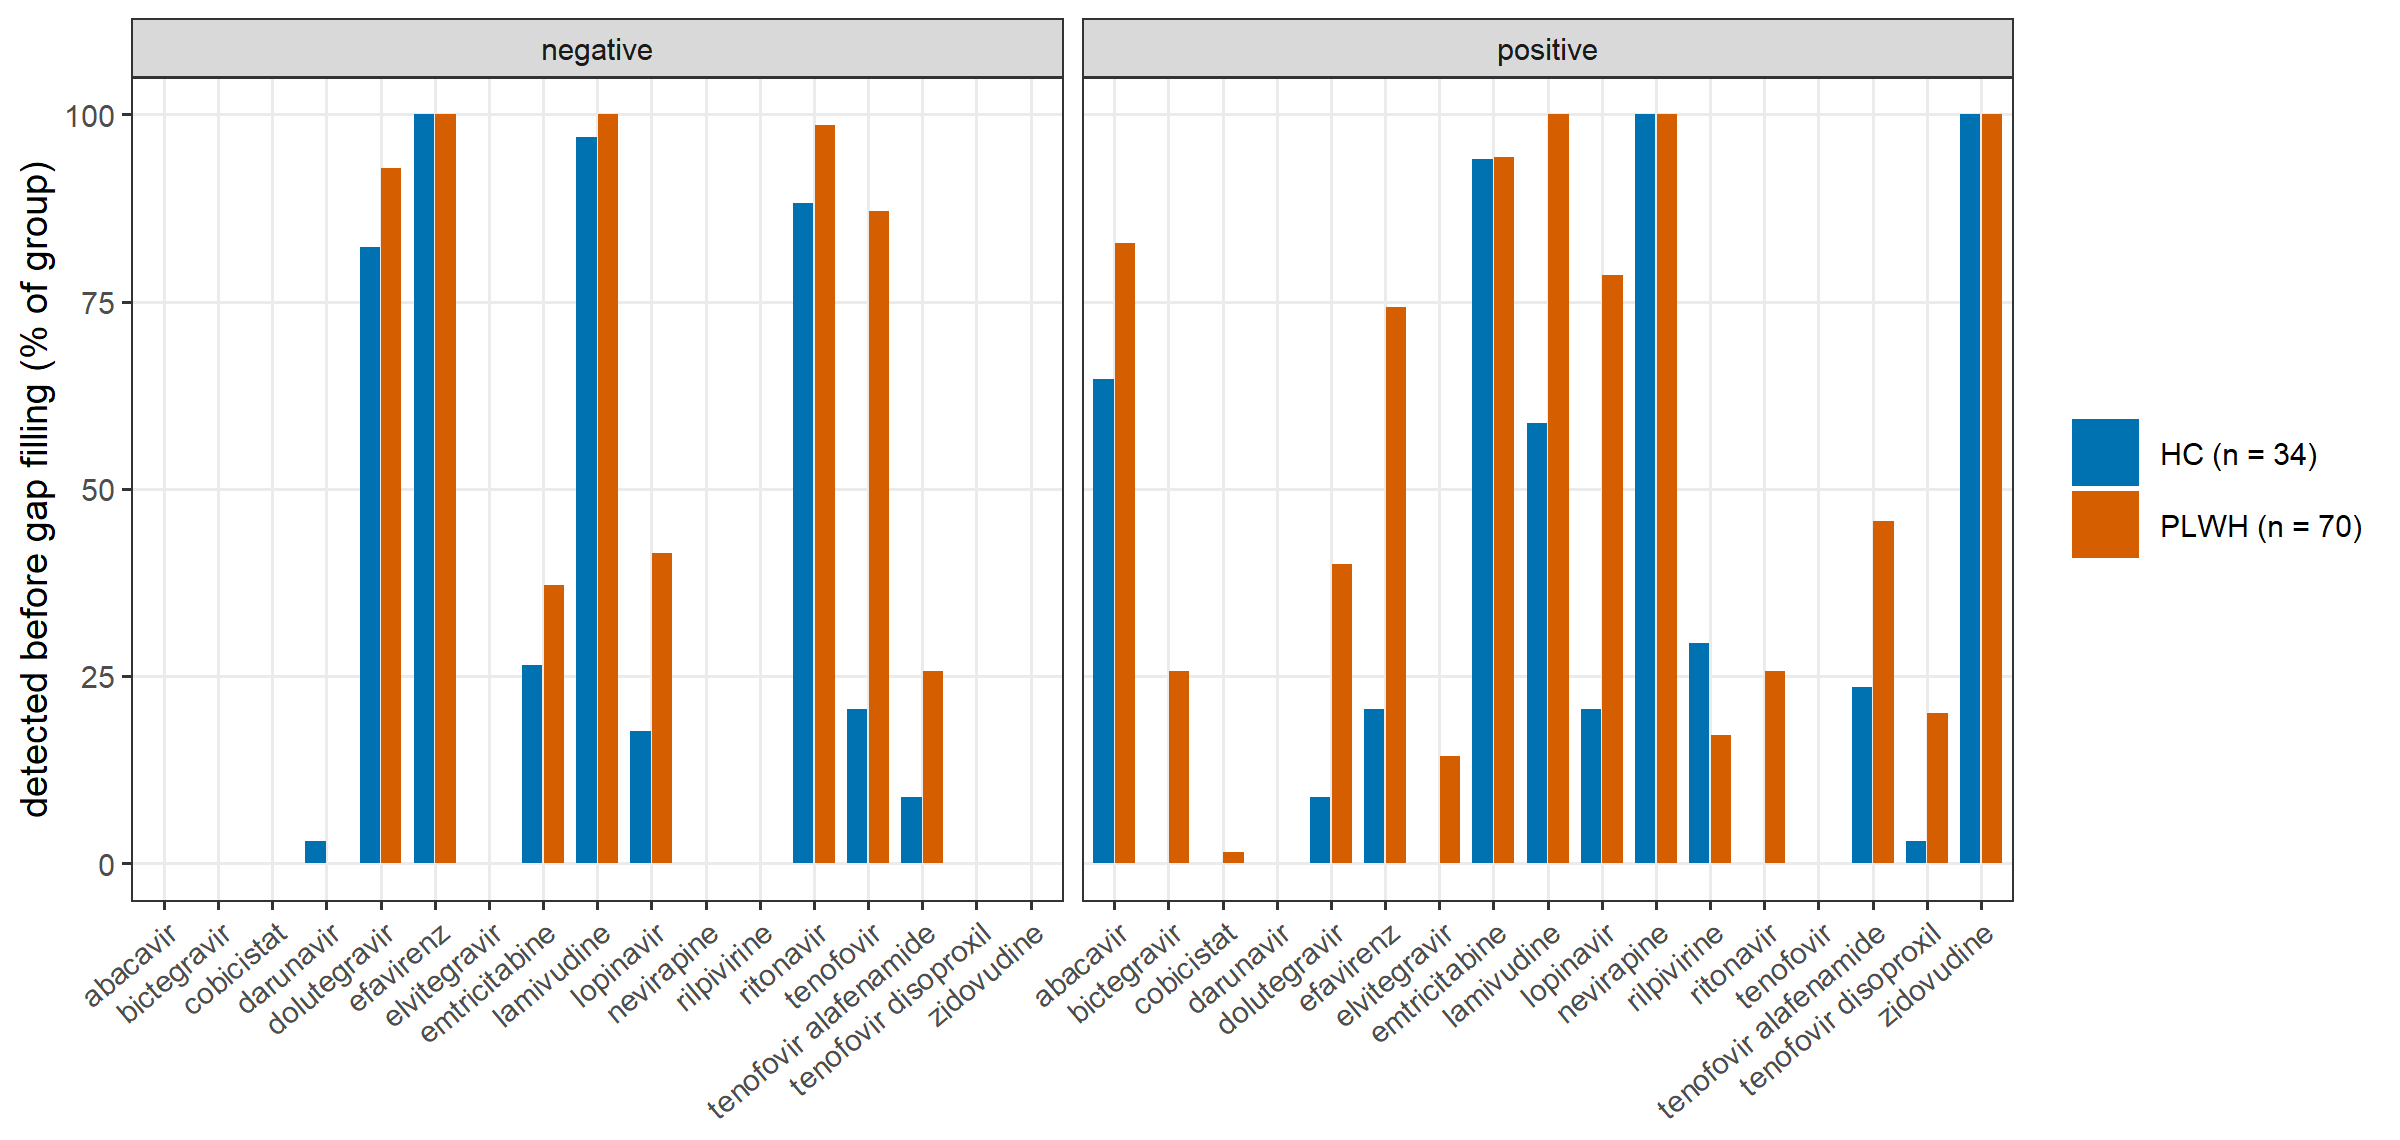 negative
positive
detected before gap filling (% of group)
100
75
50
25
0
abacavir
bictegravir
cobicistat
darunavir
dolutegravir
efavirenz
elvitegravir
emtricitabine
lamivudine
lopinavir
nevirapine
rilpivirine
ritonavir
tenofovir
tenofovir alafenamide
tenofovir disoproxil
zidovudine
abacavir
bictegravir
cobicistat
darunavir
dolutegravir
efavirenz
elvitegravir
emtricitabine
lamivudine
lopinavir
nevirapine
rilpivirine
ritonavir
tenofovir
tenofovir alafenamide
tenofovir disoproxil
zidovudine
HC (n = 34)
PLWH (n = 70)